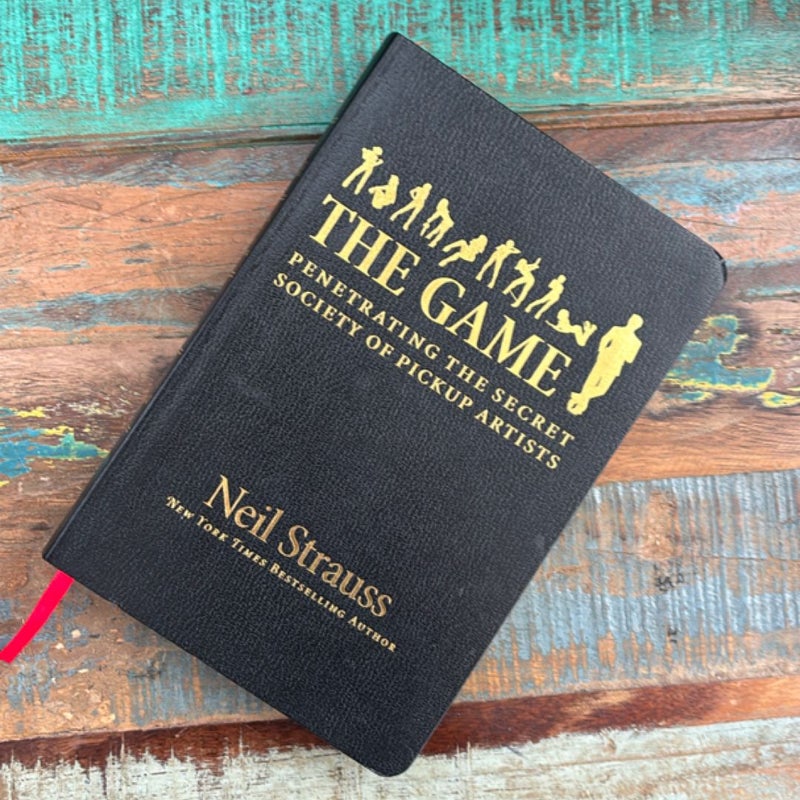 THE GAME
PENETRATING THE SECRET
SOCIETY OF PICKUP ARTISTS
Neil Strauss
NEW YORK TIMES BESTSELLING AUTHOR